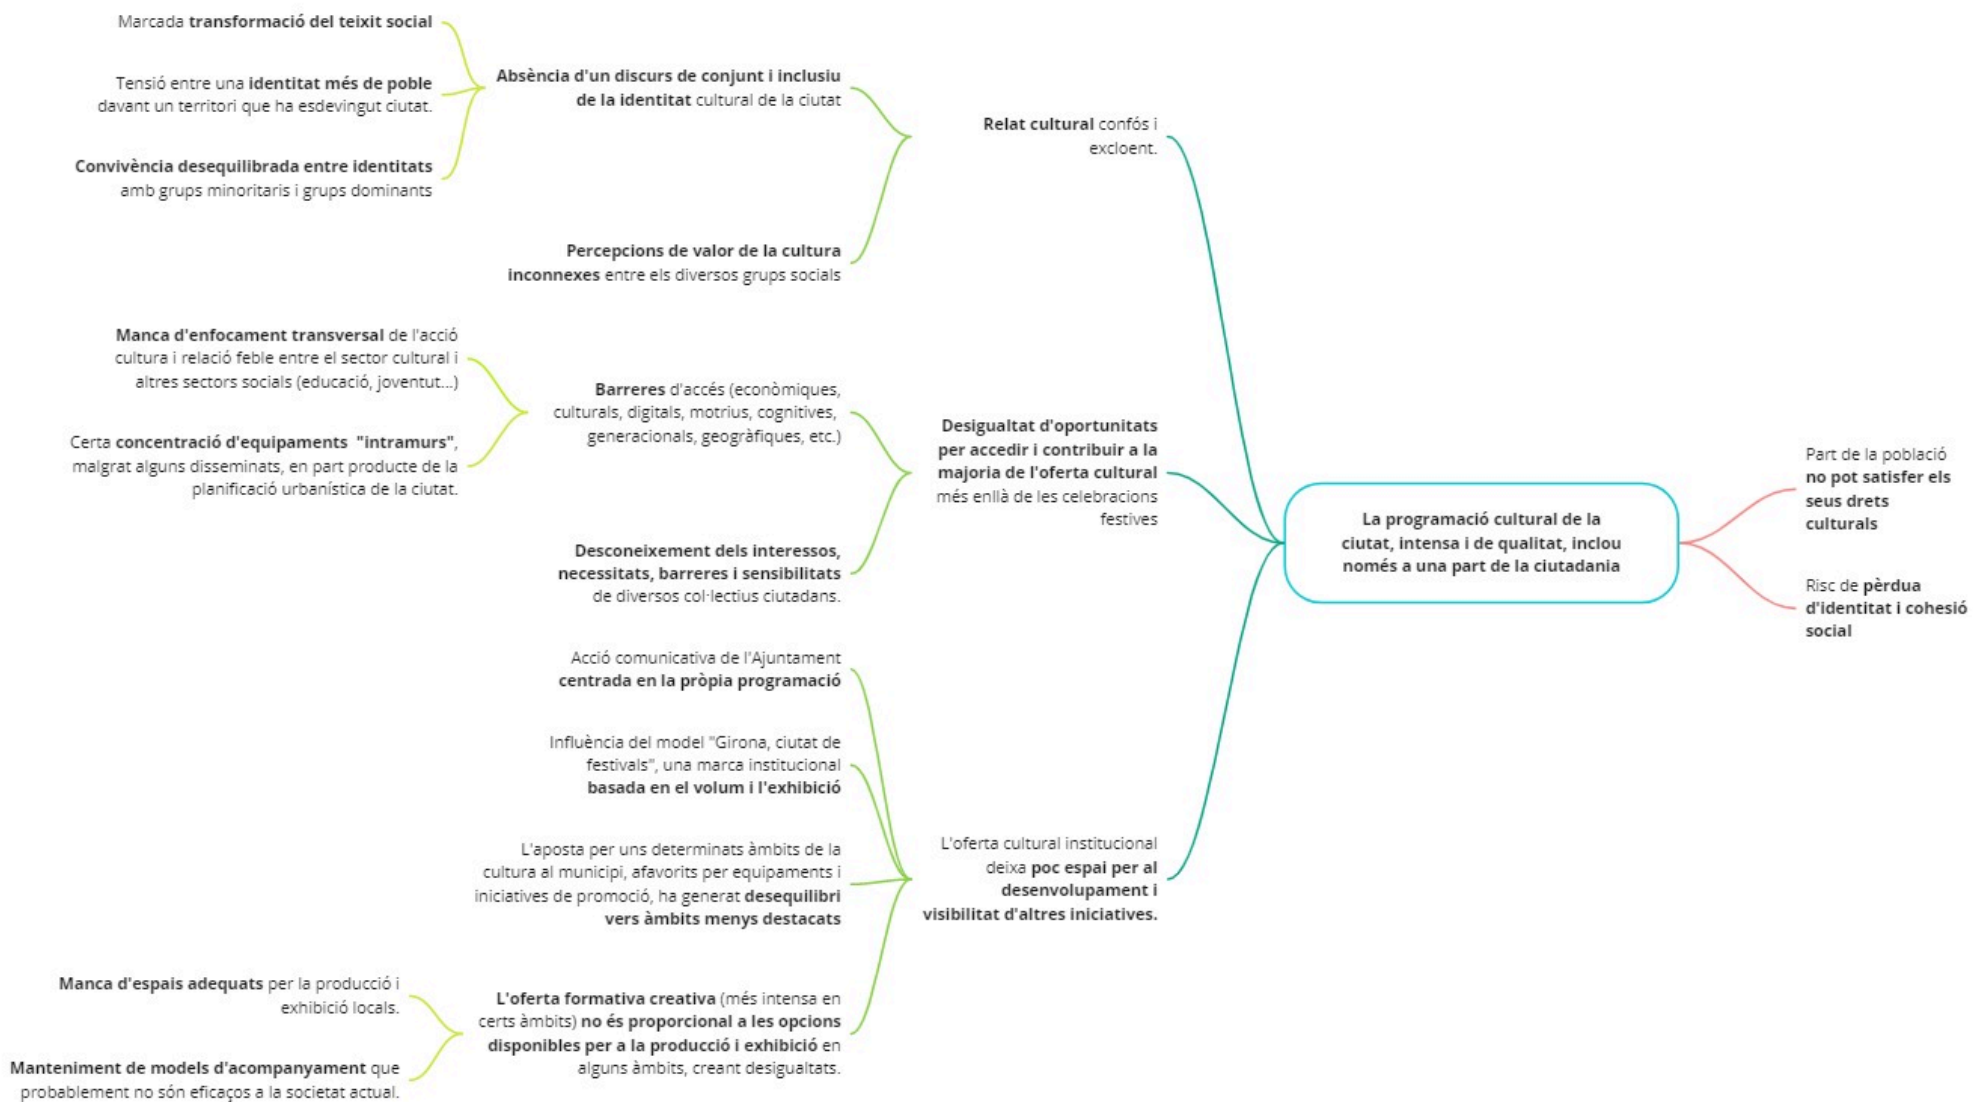 Marcada transformació del teixit social
Tensió entre una identitat més de poble
davant un territori que ha esdevingut ciutat.
Convivència desequilibrada entre identitats
amb grups minoritaris i grups dominants
Absència d'un discurs de conjunt i inclusiu
de la identitat cultural de la ciutat
Percepcions de valor de la cultura
inconnexes entre els diversos grups socials
Relat cultural confós i
excloent.
Manca d'enfocament transversal de l'acció
cultura i relació feble entre el sector cultural i
altres sectors socials (educació, joventut...)
Certa concentració d'equipaments "intramurs",
malgrat alguns disseminats, en part producte de la
planificació urbanística de la ciutat.
Barreres d'accés (econòmiques,
culturals, digitals, motrius, cognitives,
generacionals, geogràfiques, etc.)
Desconeixement dels interessos,
necessitats, barreres i sensibilitats
de diversos col·lectius ciutadans.
Desigualtat d'oportunitats
per accedir i contribuir a la
majoria de l'oferta cultural
més enllà de les celebracions
festives
Acció comunicativa de l'Ajuntament
centrada en la pròpia programació
Influència del model "Girona, ciutat de
festivals", una marca institucional
basada en el volum i l'exhibició
L'aposta per uns determinats àmbits de la
cultura al municipi, afavorits per equipaments i
iniciatives de promoció, ha generat desequilibri
vers àmbits menys destacats
Manca d'espais adequats per la producció i
exhibició locals.
Manteniment de models d'acompanyament que
probablement no són eficaços a la societat actual.
L'oferta formativa creativa (més intensa en
certs àmbits) no és proporcional a les opcions
disponibles per a la producció i exhibició en
alguns àmbits, creant desigualtats.
L'oferta cultural institucional
deixa poc espai per al
desenvolupament i
visibilitat d'altres iniciatives.
La programació cultural de la
ciutat, intensa i de qualitat, inclou
només a una part de la ciutadania
Part de la població
no pot satisfer els
seus drets
culturals
Risc de pèrdua
d'identitat i cohesió
social